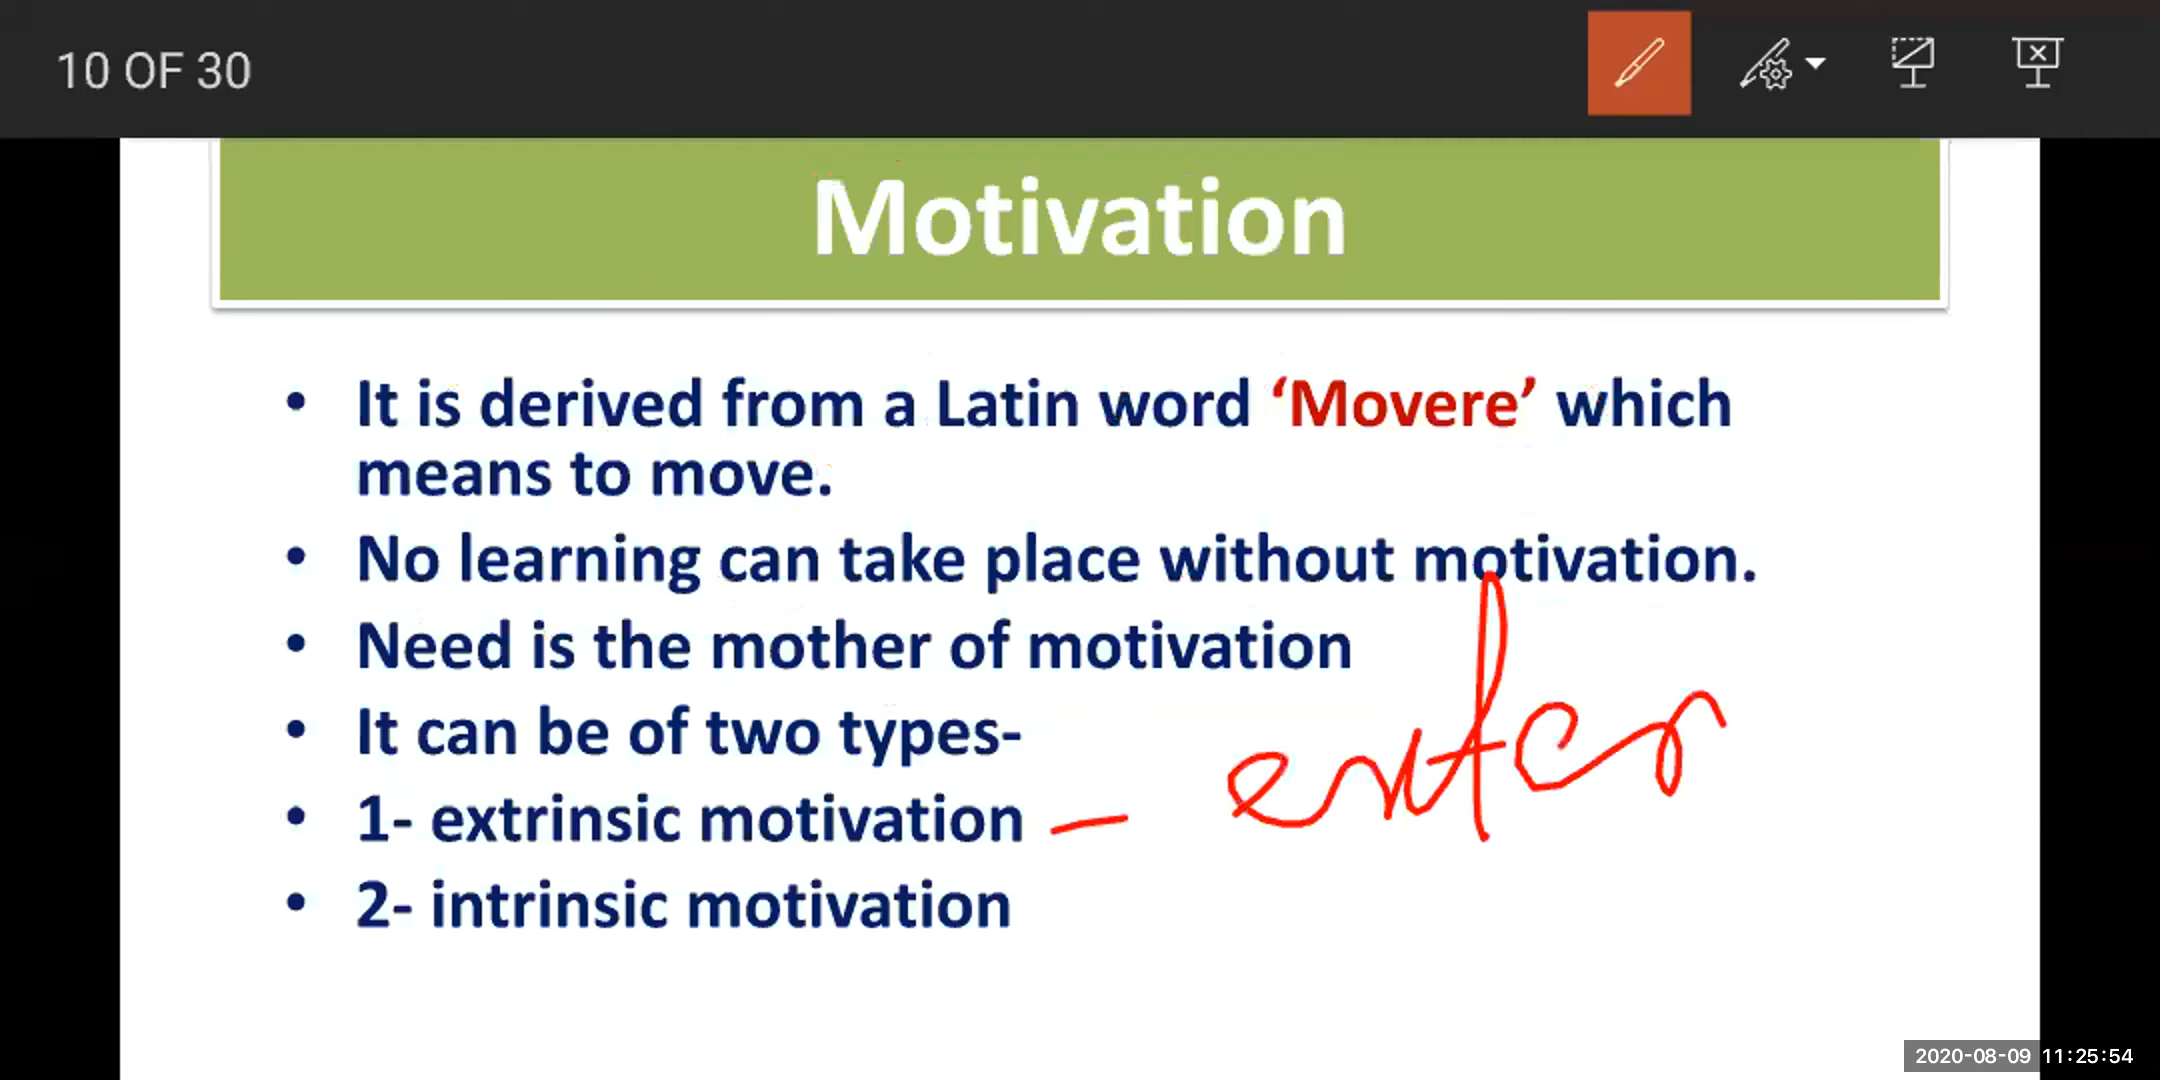 10 OF 30
Motivation
• It is derived from a Latin word ‘Movere’ which
means to move.
• No learning can take place without motivation.
• Need is the mother of motivation
• It can be of two types-
• 1- extrinsic motivation – exter
• 2- intrinsic motivation
2020-08-09 11:25:54